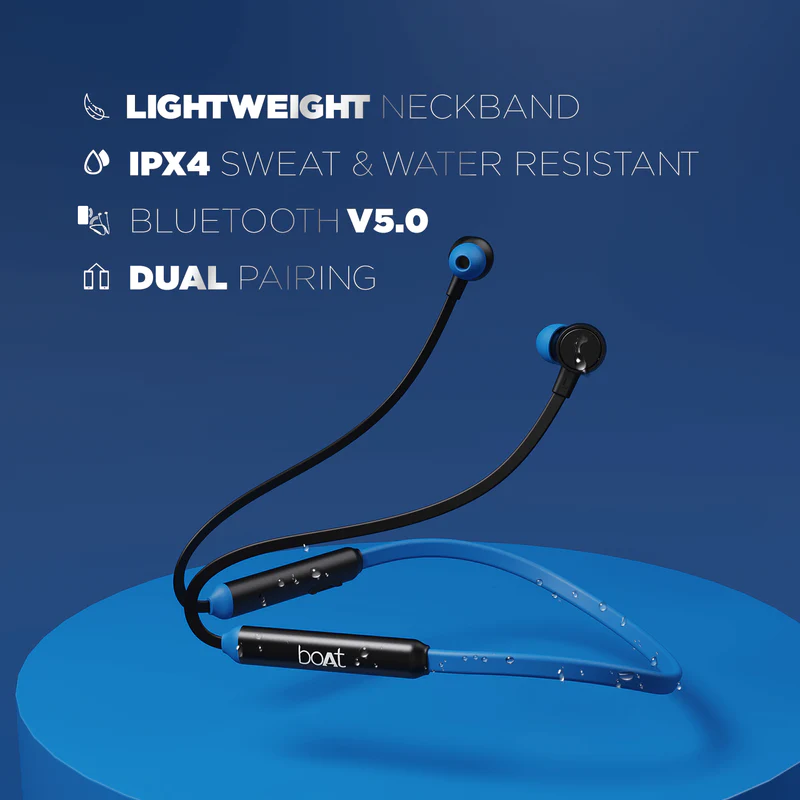 LIGHTWEIGHT NECKBAND
IPX4 SWEAT & WATER RESISTANT
BLUETOOTH V5.0
DUAL PAIRING
boAt